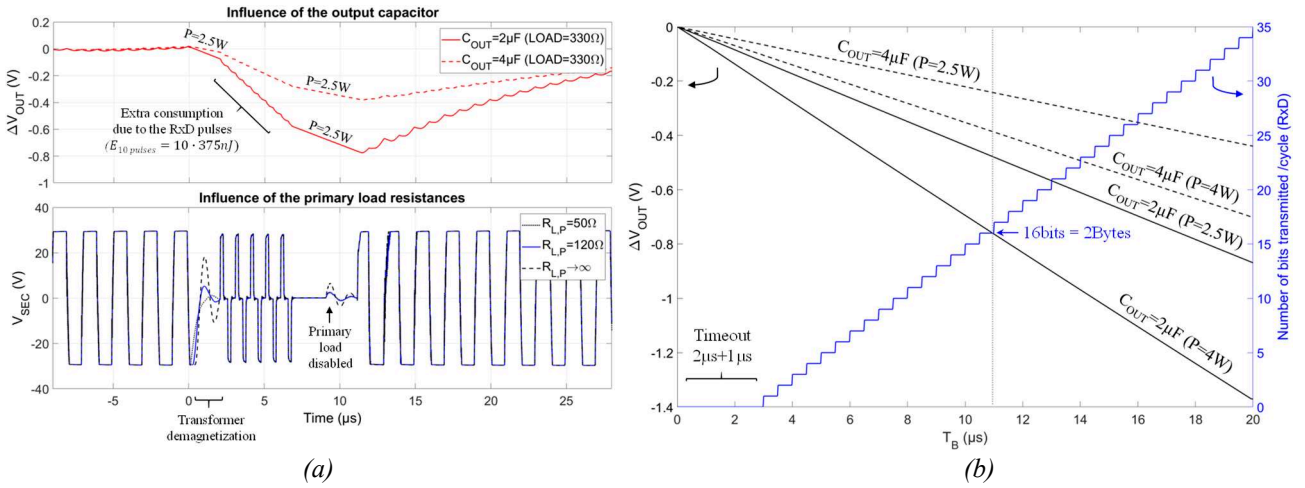 Influence of the output capacitor
0.2
0
-0.2
-0.4
-0.6
-0.8
-1
ΔV_OUT (V)
P=2.5W
P=2.5W
P=2.5W
C_OUT=2µF (LOAD=330Ω)
C_OUT=4µF (LOAD=330Ω)
Extra consumption
due to the RxD pulses
(E_10 pulses = 10 · 375nJ)
Influence of the primary load resistances
40
20
0
-20
-40
V_SEC (V)
R_L,P=50Ω
R_L,P=120Ω
R_L,P→∞
Primary
load
disabled
-5 0 5 10 15 20 25
Time (µs)
Transformer
demagnetization
(a)
0
-0.2
-0.4
-0.6
-0.8
-1
-1.2
-1.4
ΔV_OUT (V)
C_OUT=4µF (P=2.5W)
C_OUT=4µF (P=4W)
C_OUT=2µF (P=2.5W)
C_OUT=2µF (P=4W)
16bits = 2Bytes
Timeout
2µs+1µs
35
30
25
20
15
10
5
0
Number of bits transmitted /cycle (RxD)
0 2 4 6 8 10 12 14 16 18 20
T_B (µs)
(b)